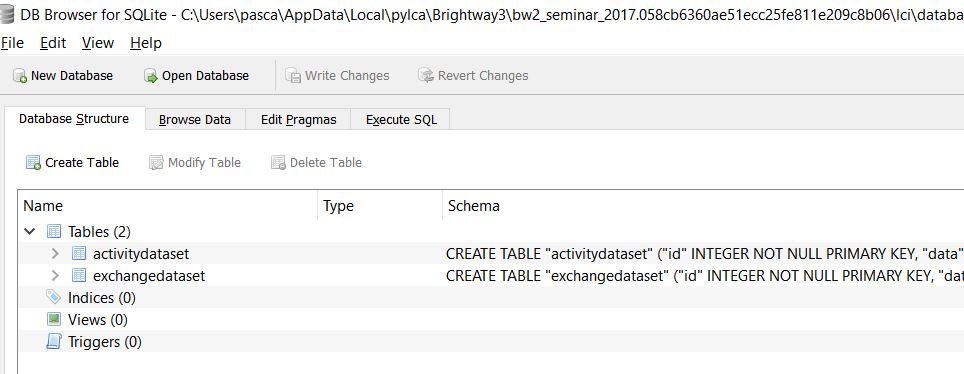 DB Browser for SQLite - C:\Users\pasca\AppData\Local\pylca\Brightway3\bw2_seminar_2017.058cb6360ae51ecc25fe811e209c8b06\lci\databa
File Edit View Help
New Database Open Database Write Changes Revert Changes
Database Structure Browse Data Edit Pragmas Execute SQL
Create Table Modify Table Delete Table
Name Type Schema
Tables (2)
activitydataset CREATE TABLE "activitydataset" ("id" INTEGER NOT NULL PRIMARY KEY, "data"
exchangedataset CREATE TABLE "exchangedataset" ("id" INTEGER NOT NULL PRIMARY KEY, "dat
Indices (0)
Views (0)
Triggers (0)